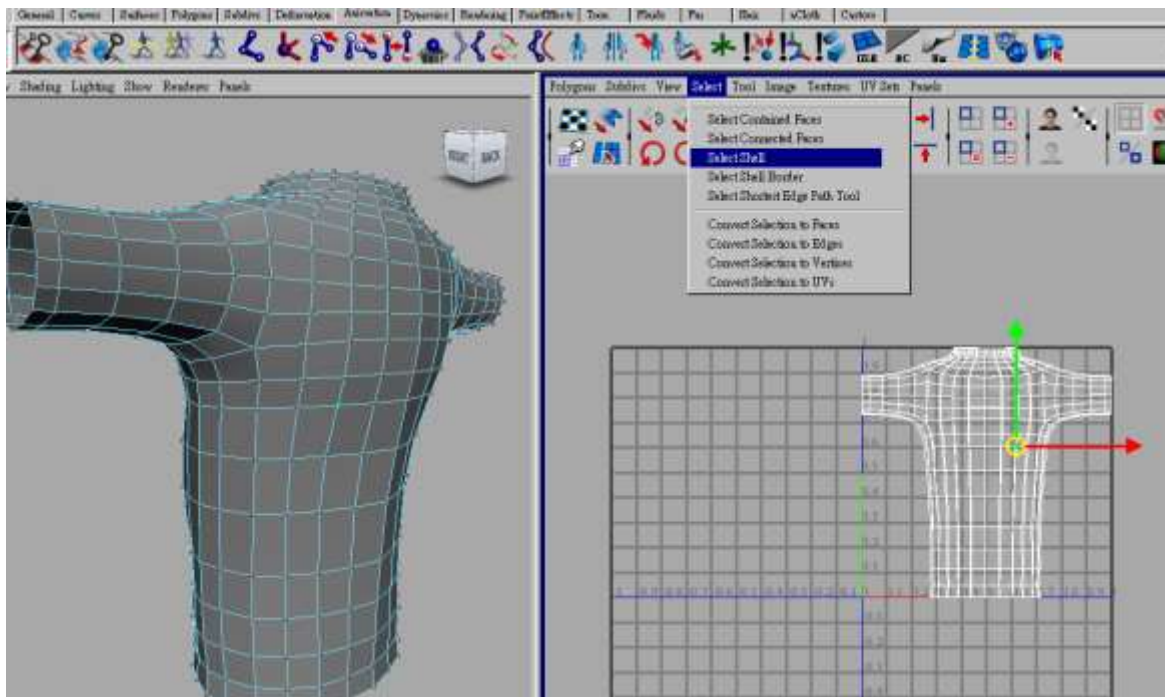 General Curves Surfaces Polygons Subdivs Deformation Animation Dynamics Rendering PaintEffects Toon Fluids Fur Hair nCloth Custom
Shading Lighting Show Renderer Panels
Polygons Subdivs View Select Tool Image Textures UV Sets Panels
Select Contained Faces
Select Connected Faces
Select Shell
Select Shell Border
Select Shortest Edge Path Tool
Convert Selection to Faces
Convert Selection to Edges
Convert Selection to Vertices
Convert Selection to UVs
RIGHT BACK